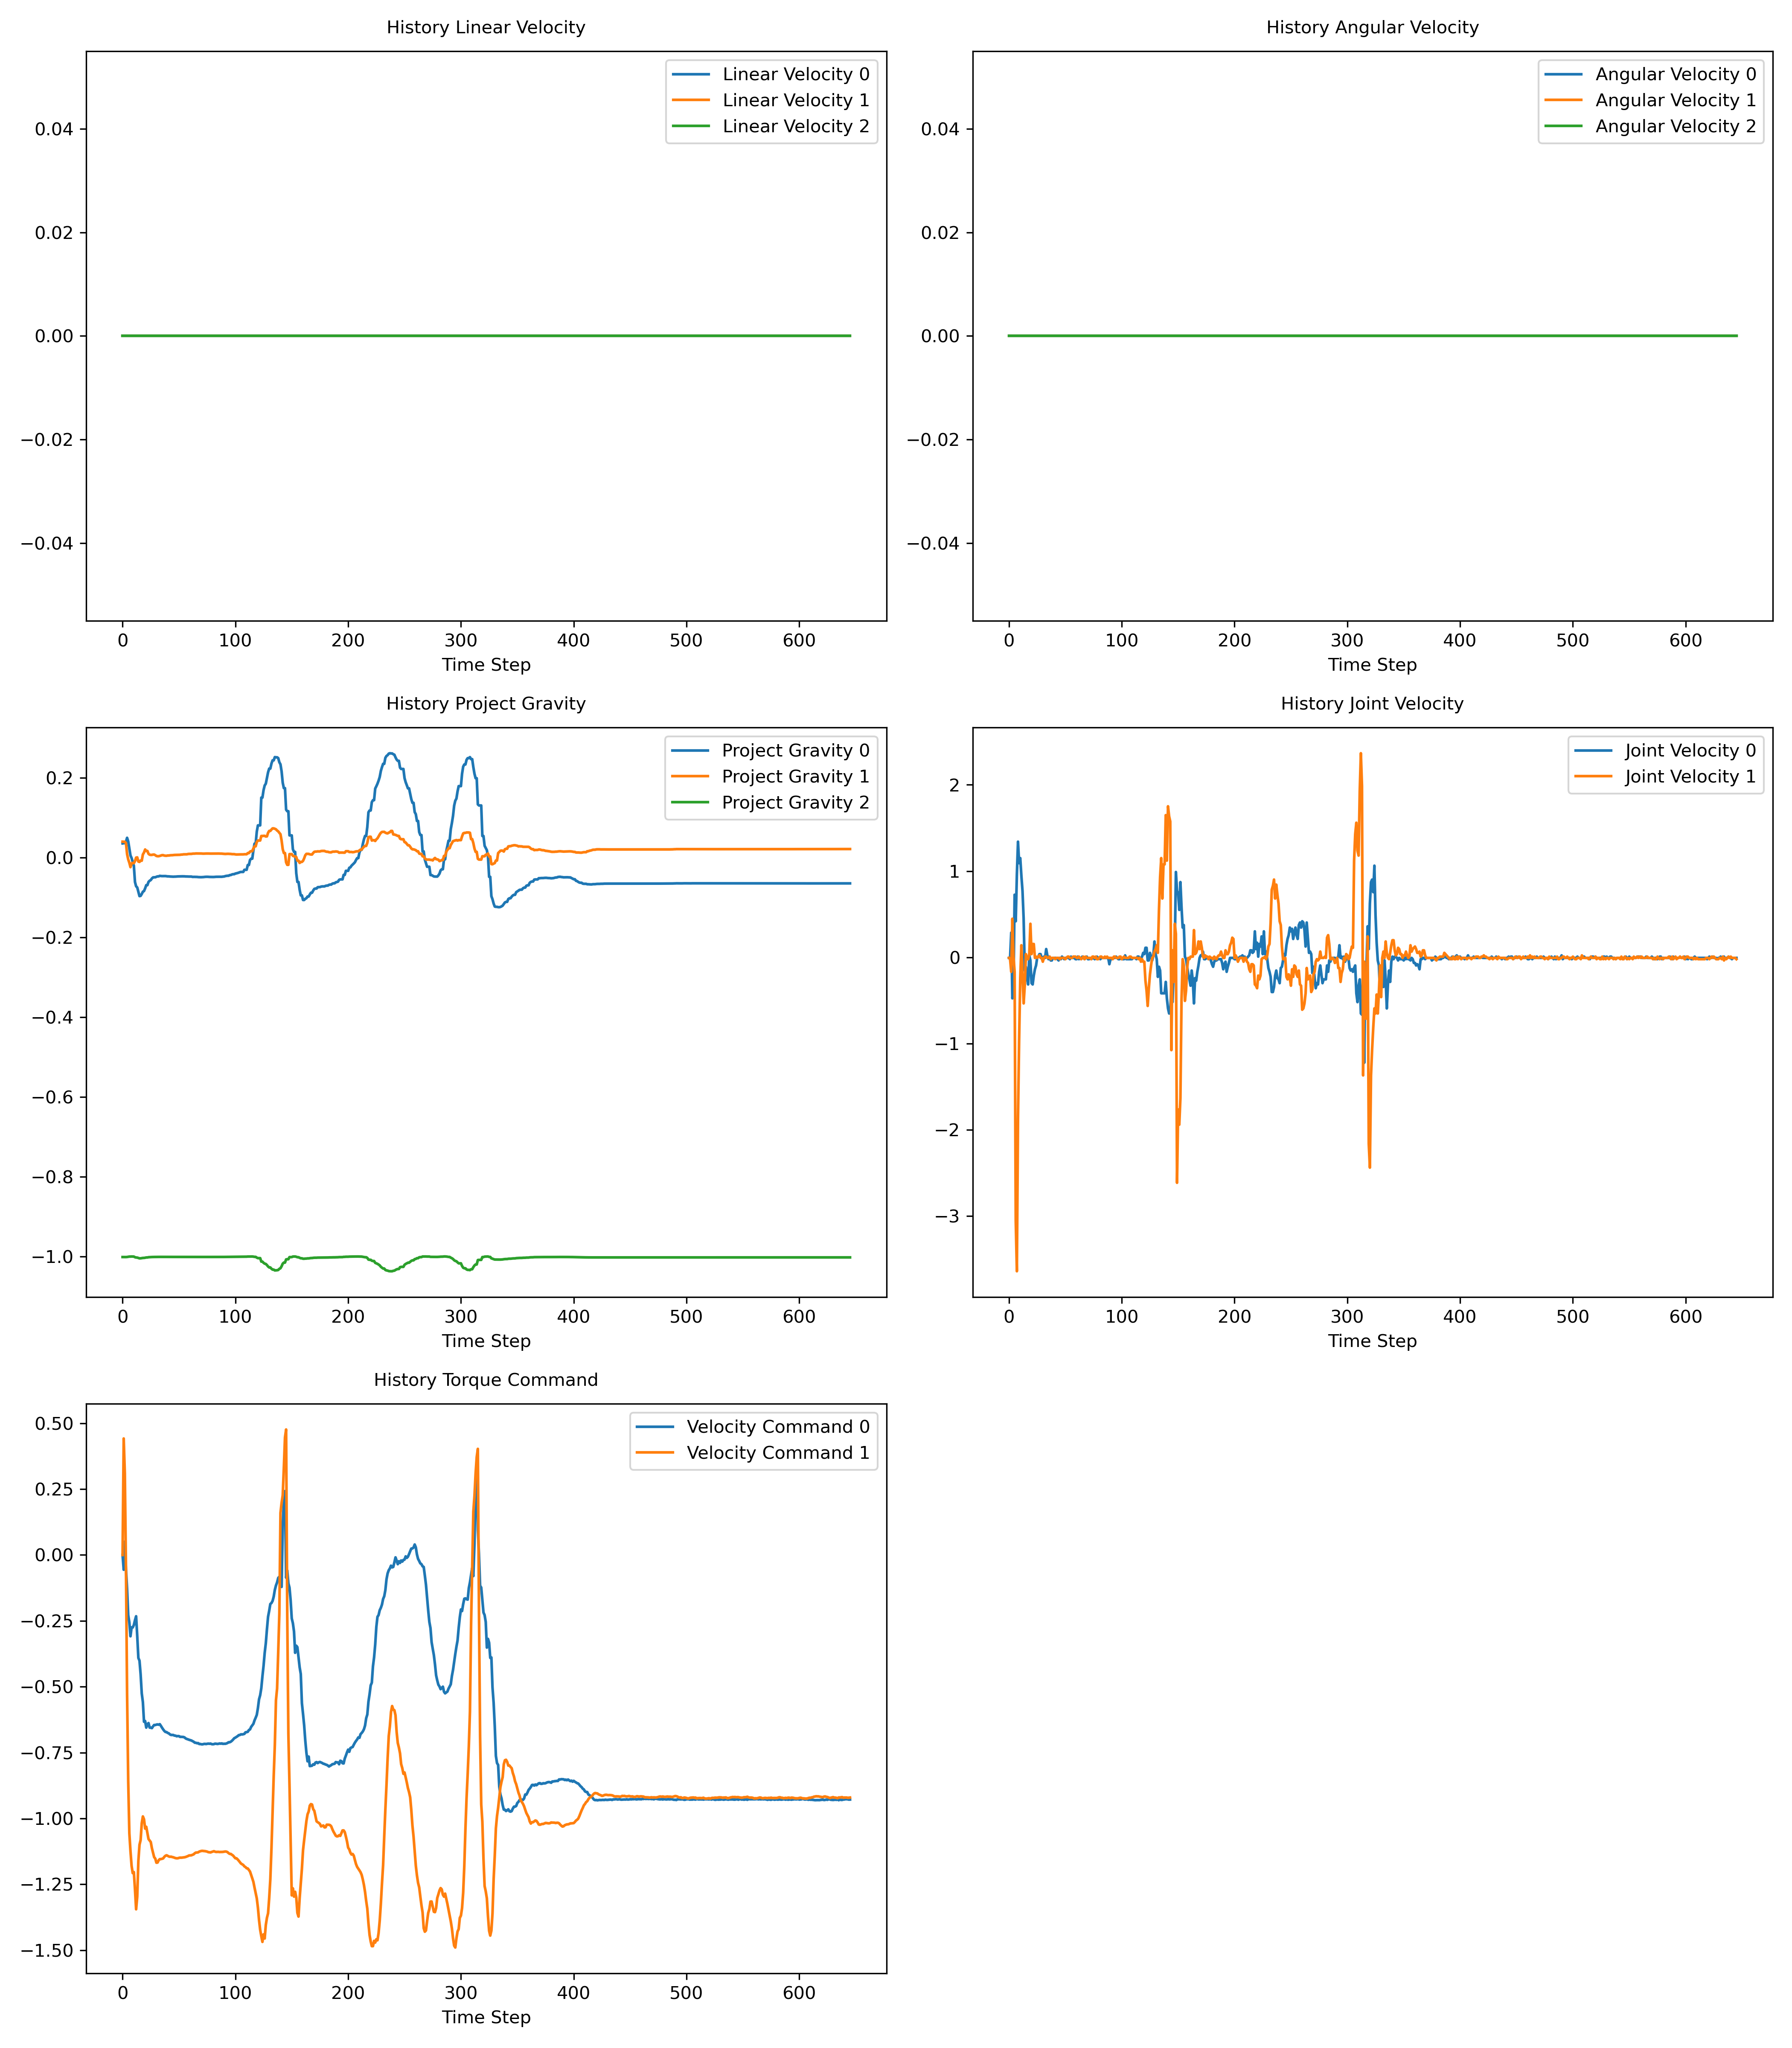 History Linear Velocity
Linear Velocity 0
Linear Velocity 1
Linear Velocity 2
0.04
0.02
0.00
−0.02
−0.04
0 100 200 300 400 500 600
Time Step
History Angular Velocity
Angular Velocity 0
Angular Velocity 1
Angular Velocity 2
0.04
0.02
0.00
−0.02
−0.04
0 100 200 300 400 500 600
Time Step
History Project Gravity
Project Gravity 0
Project Gravity 1
Project Gravity 2
0.2
0.0
−0.2
−0.4
−0.6
−0.8
−1.0
0 100 200 300 400 500 600
Time Step
History Joint Velocity
Joint Velocity 0
Joint Velocity 1
2
1
0
−1
−2
−3
0 100 200 300 400 500 600
Time Step
History Torque Command
Velocity Command 0
Velocity Command 1
0.50
0.25
0.00
−0.25
−0.50
−0.75
−1.00
−1.25
−1.50
0 100 200 300 400 500 600
Time Step